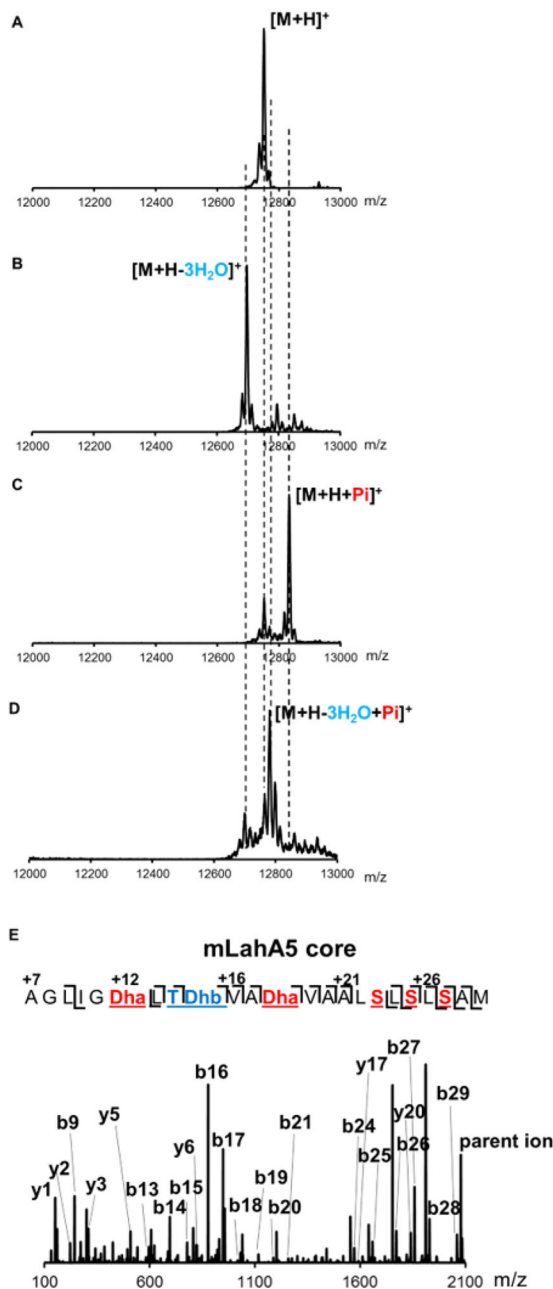 A
[M+H]+
12000 12200 12400 12600 12800 13000 m/z
B
[M+H-3H2O]+
12000 12200 12400 12600 12800 13000 m/z
C
[M+H+Pi]+
12000 12200 12400 12600 12800 13000 m/z
D
[M+H-3H2O+Pi]+
12000 12200 12400 12600 12800 13000
m/z
E
mLahA5 core
+7 +12 +16 +21 +26
A G L I G Dha L T Dhb V A Dha V A A L S L S L S A M
y1 y2 b9 y3 y5 b13 b14 b15 y6 b16 b17 b18 b19 b20 b21 b24 y17 b25 y20 b26 b27 b28 b29 parent ion
100 600 1100 1600 2100